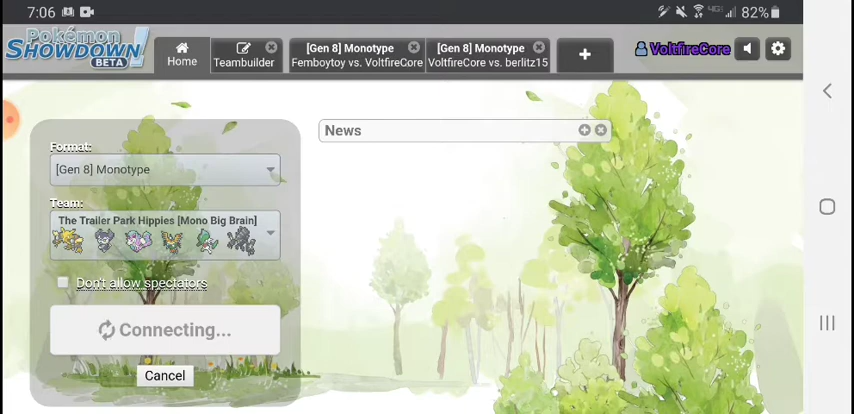 7:06
4G 82%
Pokémon
SHOWDOWN!
BETA
Home
Teambuilder
[Gen 8] Monotype
Femboytoy vs. VoltfireCore
[Gen 8] Monotype
VoltfireCore vs. berlitz15
VoltfireCore
Format:
[Gen 8] Monotype
Team:
The Trailer Park Hippies [Mono Big Brain]
Don't allow spectators
Connecting...
Cancel
News